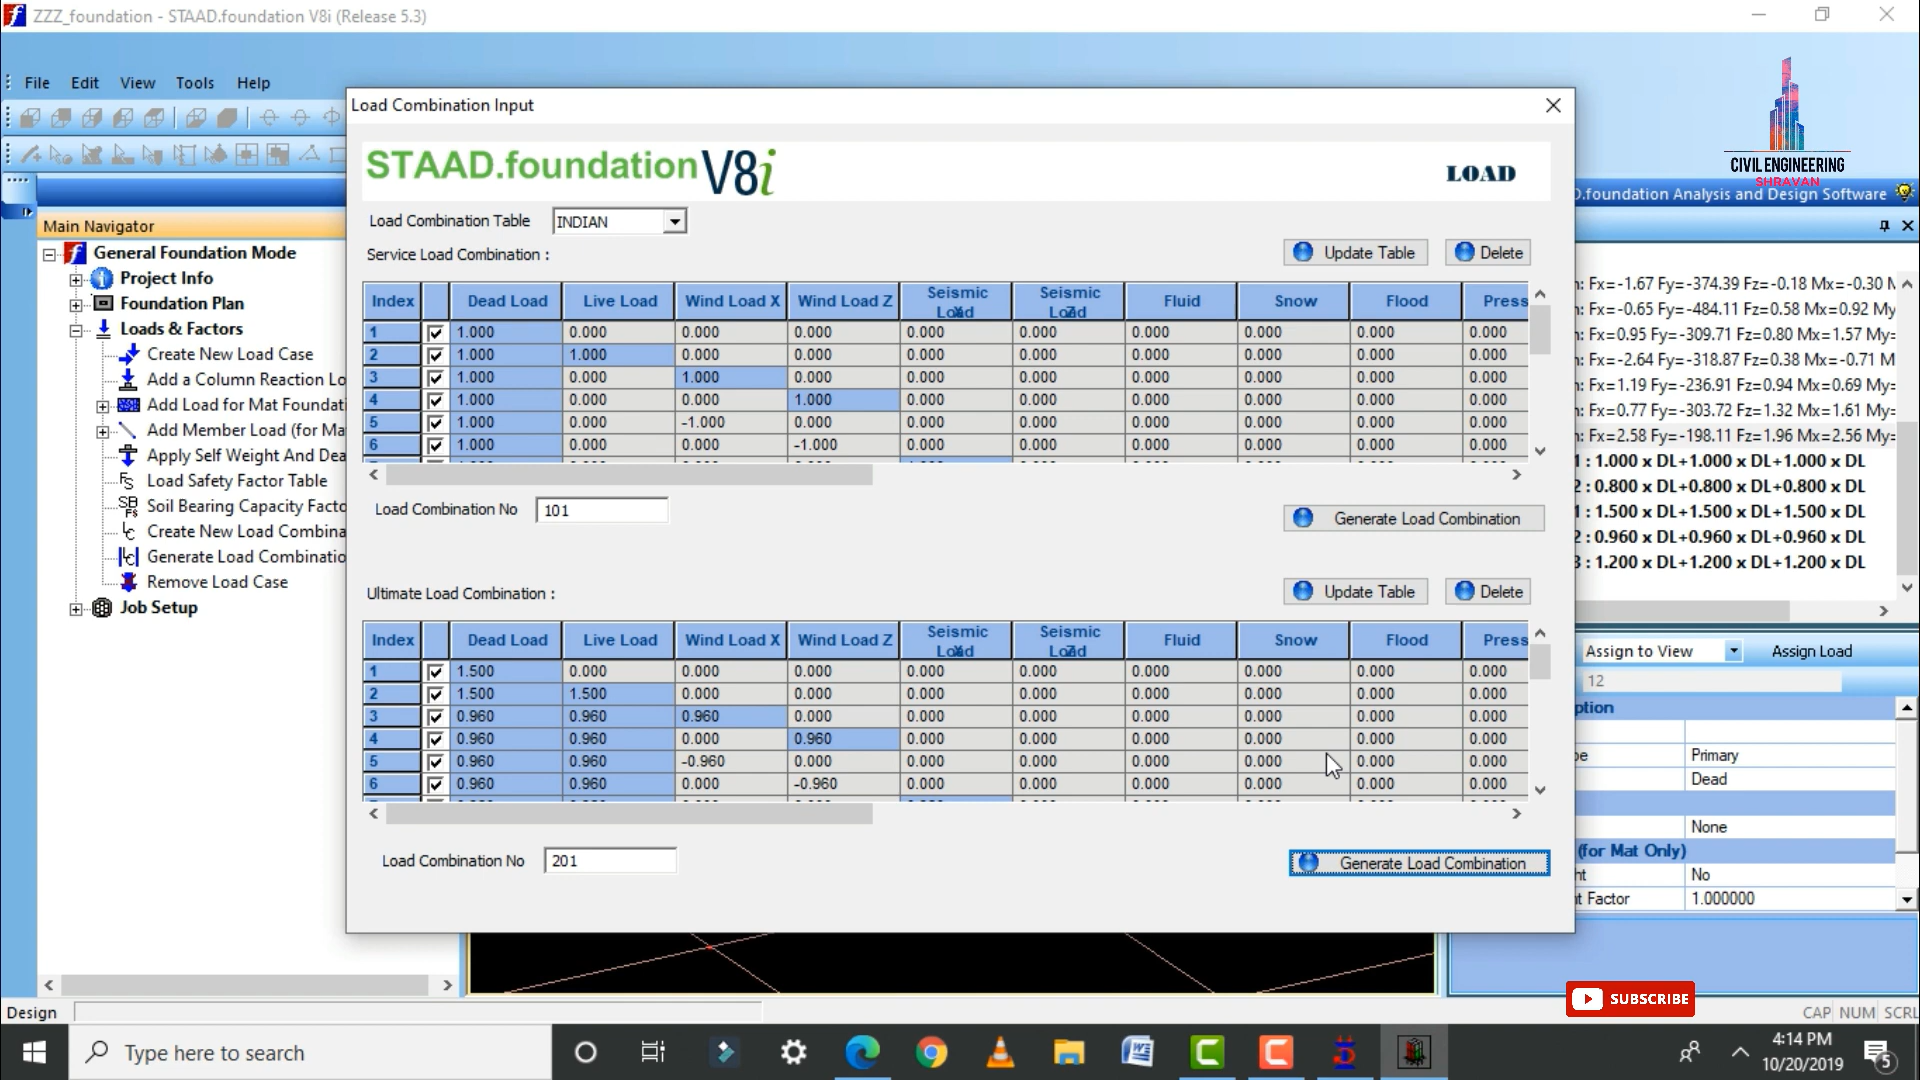 ZZZ_foundation - STAAD.foundation V8i (Release 5.3)
File Edit View Tools Help
CIVIL ENGINEERING
SHRAVAN
D.foundation Analysis and Design Software
Main Navigator
General Foundation Mode
Project Info
Foundation Plan
Loads & Factors
Create New Load Case
Add a Column Reaction Lo
Add Load for Mat Foundati
Add Member Load (for Ma
Apply Self Weight And Dea
Load Safety Factor Table
Soil Bearing Capacity Facto
Create New Load Combina
Generate Load Combinatio
Remove Load Case
Job Setup
Load Combination Input
STAAD.foundation V8i
LOAD
Load Combination Table INDIAN
Service Load Combination :
Update Table Delete
Index Dead Load Live Load Wind Load X Wind Load Z Seismic Load X Seismic Load Z Fluid Snow Flood Press
1 1.000 0.000 0.000 0.000 0.000 0.000 0.000 0.000 0.000 0.000
2 1.000 1.000 0.000 0.000 0.000 0.000 0.000 0.000 0.000 0.000
3 1.000 0.000 1.000 0.000 0.000 0.000 0.000 0.000 0.000 0.000
4 1.000 0.000 0.000 1.000 0.000 0.000 0.000 0.000 0.000 0.000
5 1.000 0.000 -1.000 0.000 0.000 0.000 0.000 0.000 0.000 0.000
6 1.000 0.000 0.000 -1.000 0.000 0.000 0.000 0.000 0.000 0.000
Load Combination No 101
Generate Load Combination
Ultimate Load Combination :
Update Table Delete
Index Dead Load Live Load Wind Load X Wind Load Z Seismic Load X Seismic Load Z Fluid Snow Flood Press
1 1.500 0.000 0.000 0.000 0.000 0.000 0.000 0.000 0.000 0.000
2 1.500 1.500 0.000 0.000 0.000 0.000 0.000 0.000 0.000 0.000
3 0.960 0.960 0.960 0.000 0.000 0.000 0.000 0.000 0.000 0.000
4 0.960 0.960 0.000 0.960 0.000 0.000 0.000 0.000 0.000 0.000
5 0.960 0.960 -0.960 0.000 0.000 0.000 0.000 0.000 0.000 0.000
6 0.960 0.960 0.000 -0.960 0.000 0.000 0.000 0.000 0.000 0.000
Load Combination No 201
Generate Load Combination
: Fx=-1.67 Fy=-374.39 Fz=-0.18 Mx=-0.30 M
: Fx=-0.65 Fy=-484.11 Fz=0.58 Mx=0.92 My
: Fx=0.95 Fy=-309.71 Fz=0.80 Mx=1.57 My=
: Fx=-2.64 Fy=-318.87 Fz=0.38 Mx=-0.71 M
: Fx=1.19 Fy=-236.91 Fz=0.94 Mx=0.69 My=
: Fx=0.77 Fy=-303.72 Fz=1.32 Mx=1.61 My=
: Fx=2.58 Fy=-198.11 Fz=1.96 Mx=2.56 My=
1 : 1.000 x DL+1.000 x DL+1.000 x DL
2 : 0.800 x DL+0.800 x DL+0.800 x DL
1 : 1.500 x DL+1.500 x DL+1.500 x DL
2 : 0.960 x DL+0.960 x DL+0.960 x DL
3 : 1.200 x DL+1.200 x DL+1.200 x DL
Assign to View Assign Load
12
ption
pe Primary
Dead
None
(for Mat Only)
ht No
t Factor 1.000000
SUBSCRIBE
Design
CAP NUM SCRL
Type here to search
4:14 PM
10/20/2019
5